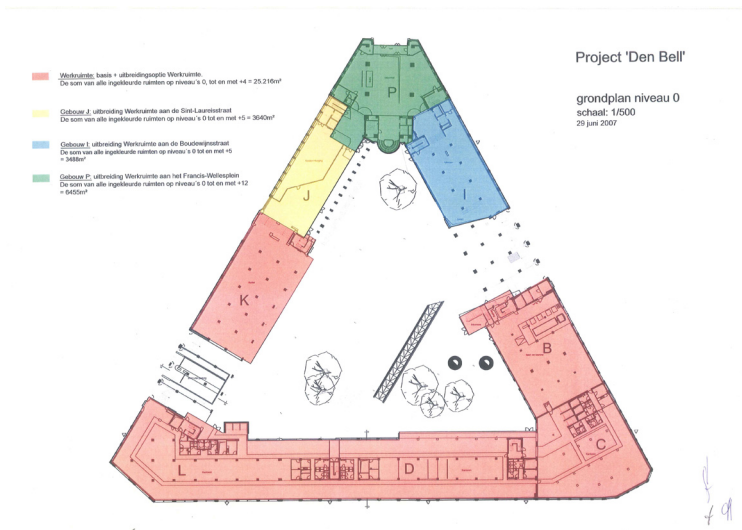 Project 'Den Bell'
grondplan niveau 0
schaal: 1/500
29 juni 2007
Werkruimte: basis + uitbreidingsoptie Werkruimte.
De som van alle ingekleurde ruimten op niveau's 0, tot en met +4 = 25.216m²
Gebouw J: uitbreiding Werkruimte aan de Sint-Laureisstraat
De som van alle ingekleurde ruimten op niveau's 0 tot en met +5 = 3640m²
Gebouw I: uitbreiding Werkruimte aan de Boudewijnsstraat
De som van alle ingekleurde ruimten op niveau's 0 tot en met +5
= 3488m²
Gebouw P: uitbreiding Werkruimte aan het Francis-Wellesplein
De som van alle ingekleurde ruimten op niveau's 0 tot en met +12
= 6455m²
P
J
I
K
B
C
L
D